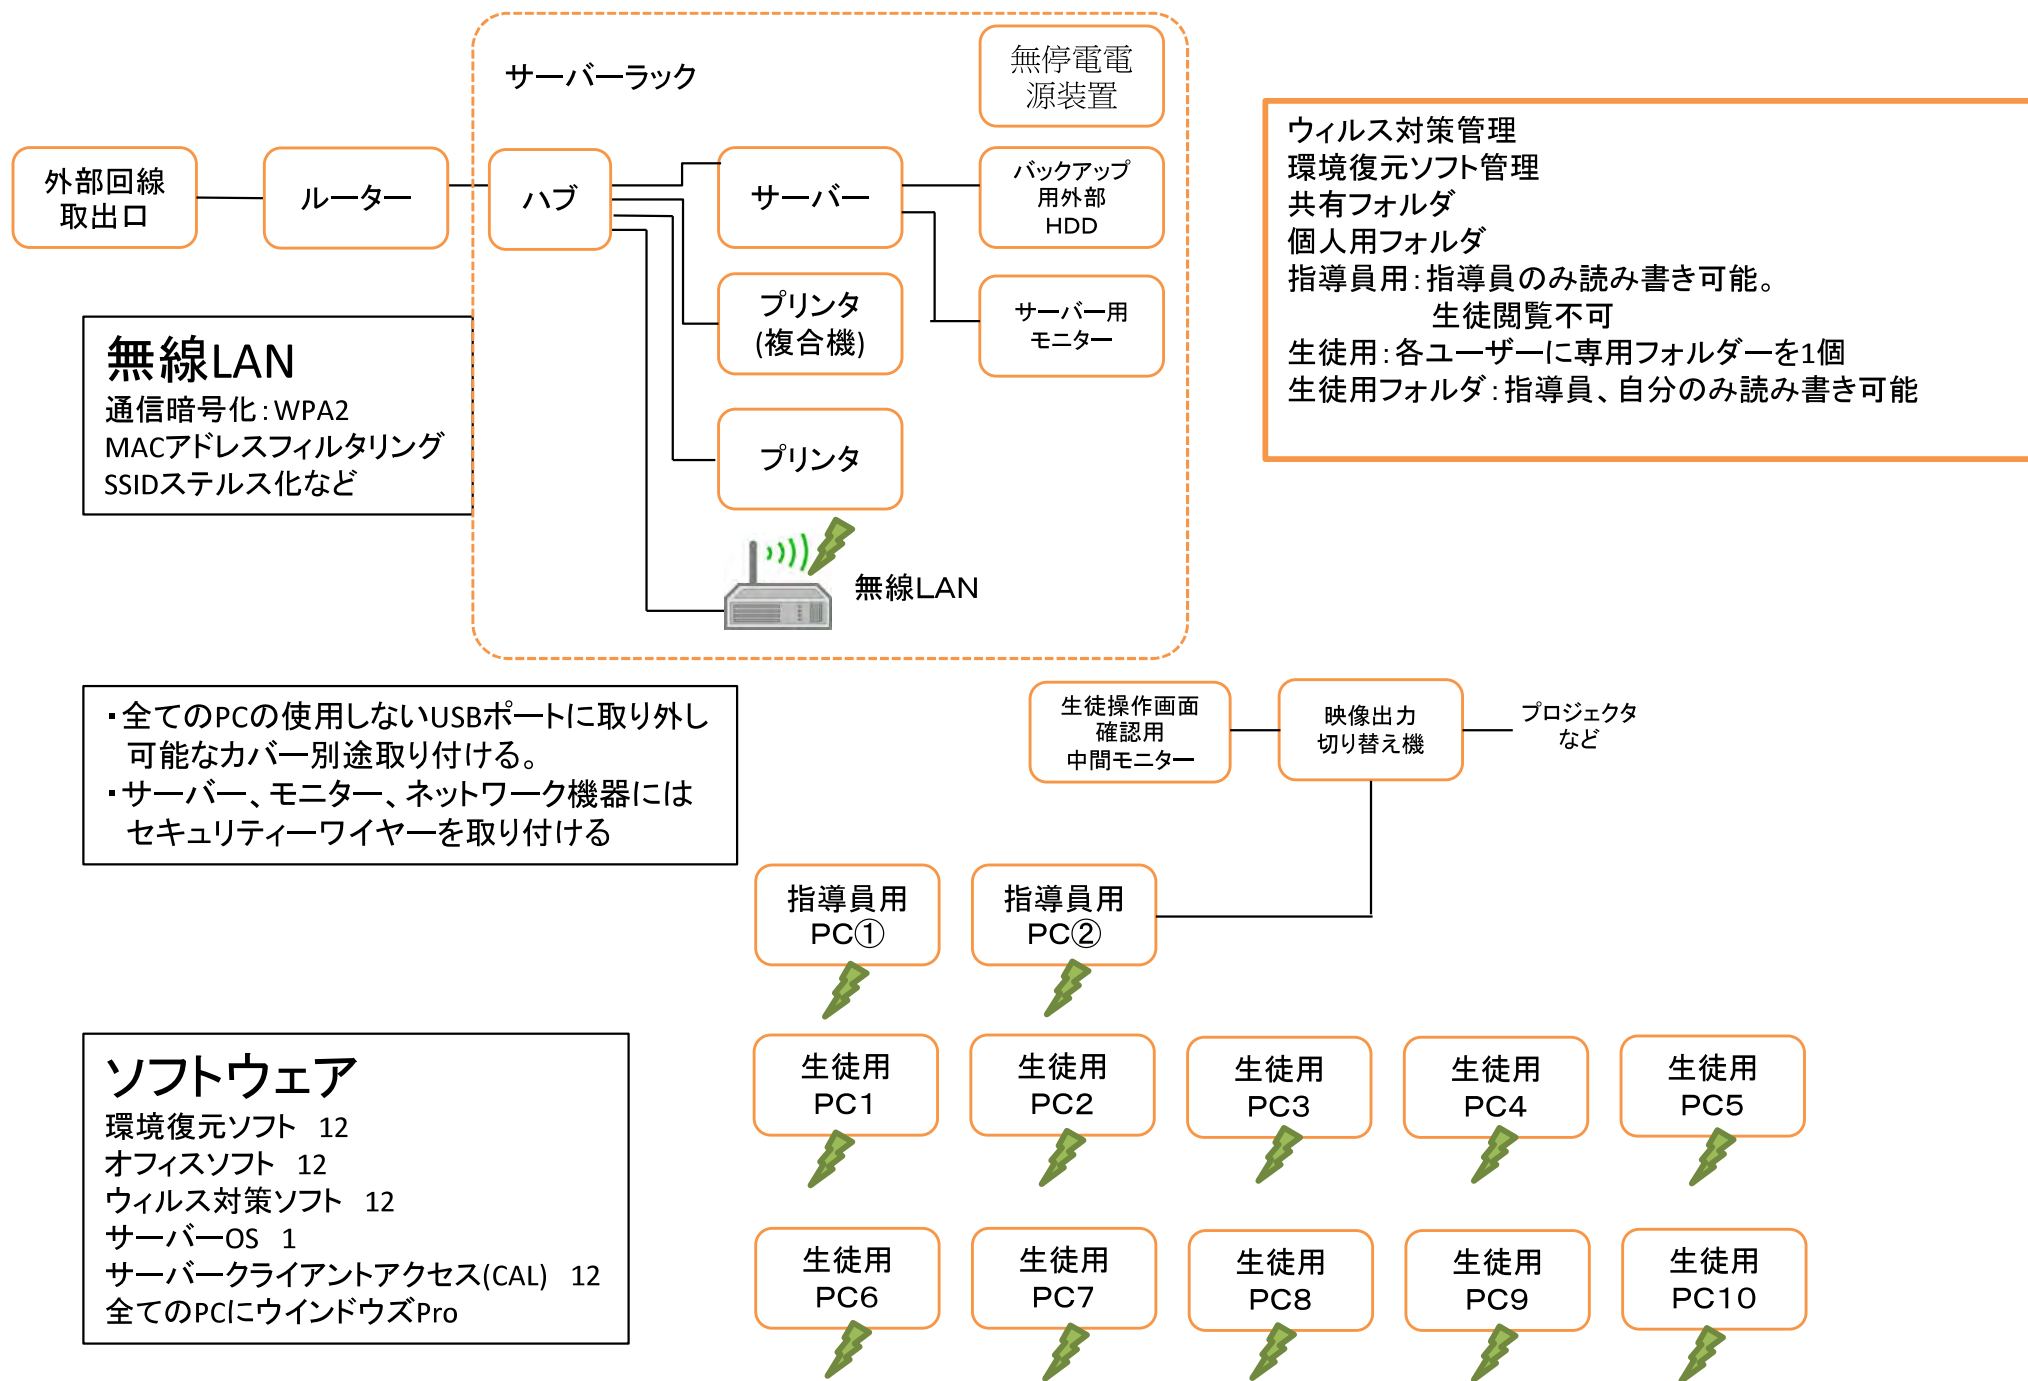 サーバーラック
無停電電
源装置
外部回線
取出口
ルーター
ハブ
サーバー
バックアップ
用外部
HDD
プリンタ
(複合機)
サーバー用
モニター
プリンタ
無線LAN
ウィルス対策管理
環境復元ソフト管理
共有フォルダ
個人用フォルダ
指導員用：指導員のみ読み書き可能。
生徒閲覧不可
生徒用：各ユーザーに専用フォルダーを1個
生徒用フォルダ：指導員、自分のみ読み書き可能
無線LAN
通信暗号化：WPA2
MACアドレスフィルタリング
SSIDステルス化など
・全てのPCの使用しないUSBポートに取り外し
可能なカバー別途取り付ける。
・サーバー、モニター、ネットワーク機器には
セキュリティーワイヤーを取り付ける
生徒操作画面
確認用
中間モニター
映像出力
切り替え機
プロジェクタ
など
指導員用
PC①
指導員用
PC②
ソフトウェア
環境復元ソフト 12
オフィスソフト 12
ウィルス対策ソフト 12
サーバーOS 1
サーバークライアントアクセス(CAL) 12
全てのPCにウインドウズPro
生徒用
PC1
生徒用
PC2
生徒用
PC3
生徒用
PC4
生徒用
PC5
生徒用
PC6
生徒用
PC7
生徒用
PC8
生徒用
PC9
生徒用
PC10